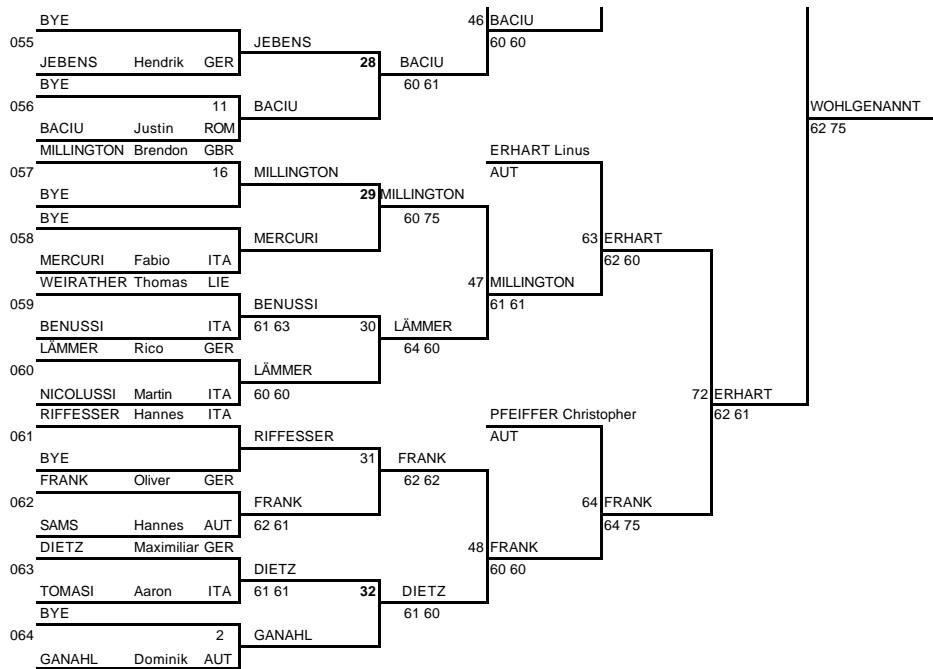 BYE 46 BACIU
055 JEBENS 60 60
JEBENS Hendrik GER 28 BACIU
BYE 60 61
056 11 BACIU WOHLGENANNT
BACIU Justin ROM 62 75
MILLINGTON Brendon GBR ERHART Linus
057 16 MILLINGTON AUT
BYE 29 MILLINGTON
BYE 60 75
058 MERCURI 63 ERHART
MERCURI Fabio ITA 62 60
WEIRATHER Thomas LIE 47 MILLINGTON
059 BENUSSI 61 61
BENUSSI ITA 61 63 30 LÄMMER
LÄMMER Rico GER 64 60
060 LÄMMER
NICOLUSSI Martin ITA 60 60 72 ERHART
RIFFESSER Hannes ITA PFEIFFER Christopher 62 61
061 RIFFESSER AUT
BYE 31 FRANK
FRANK Oliver GER 62 62
062 FRANK 64 FRANK
SAMS Hannes AUT 62 61 64 75
DIETZ Maximiliar GER 48 FRANK
063 DIETZ 60 60
TOMASI Aaron ITA 61 61 32 DIETZ
BYE 61 60
064 2 GANAHL
GANAHL Dominik AUT